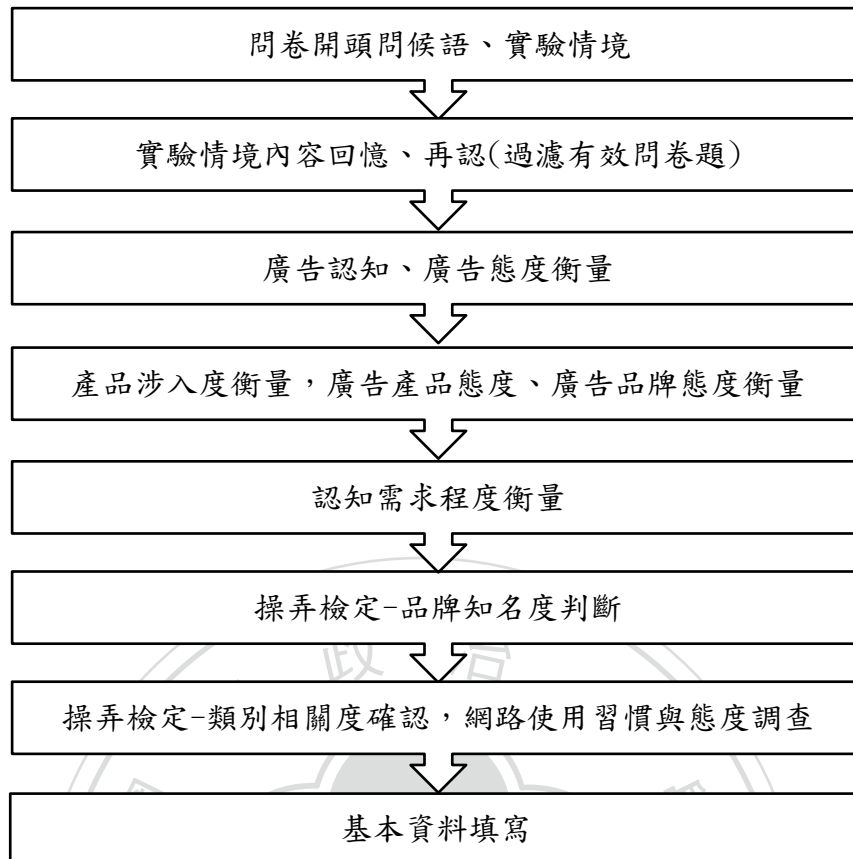 問卷開頭問候語、實驗情境
實驗情境內容回憶、再認(過濾有效問卷題)
廣告認知、廣告態度衡量
產品涉入度衡量，廣告產品態度、廣告品牌態度衡量
認知需求程度衡量
操弄檢定-品牌知名度判斷
政 治
操弄檢定-類別相關度確認，網路使用習慣與態度調查
基本資料填寫